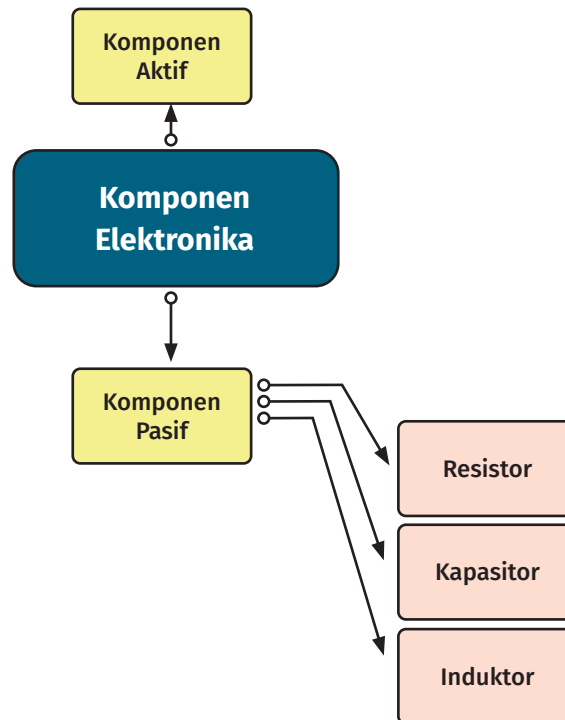 Komponen
Aktif
Komponen
Elektronika
Komponen
Pasif
Resistor
Kapasitor
Induktor